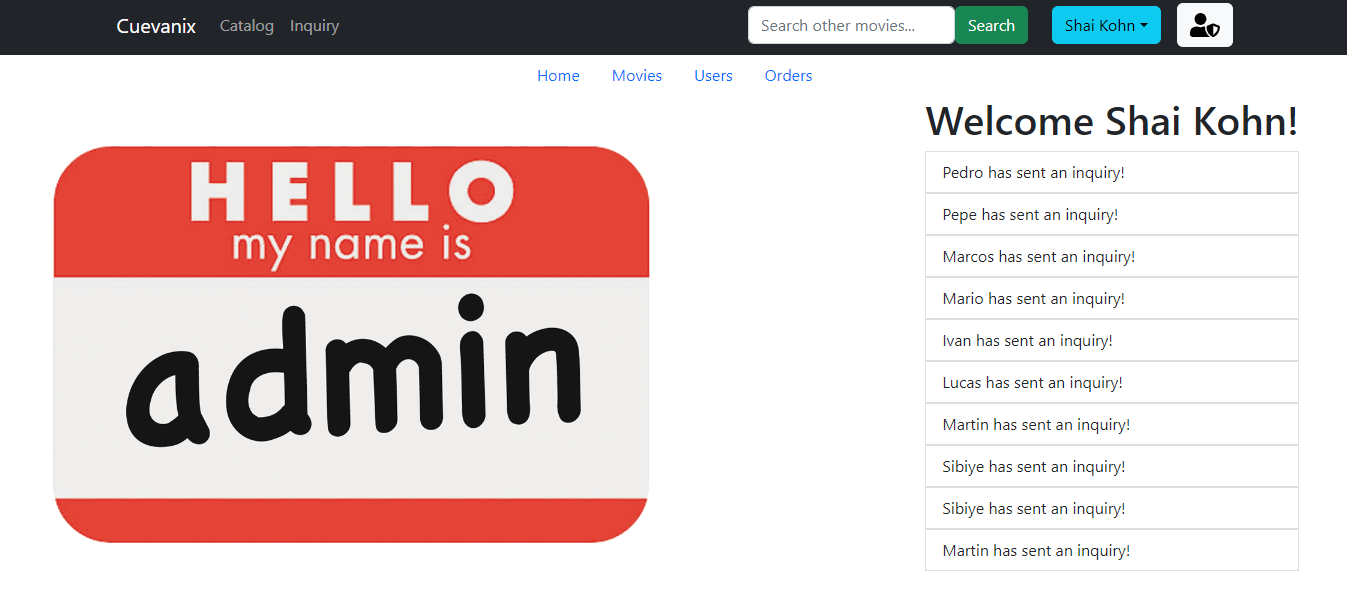 Cuevanix Catalog Inquiry Search other movies... Search Shai Kohn
Home Movies Users Orders
Welcome Shai Kohn!
HELLO
my name is
admin
Pedro has sent an inquiry!
Pepe has sent an inquiry!
Marcos has sent an inquiry!
Mario has sent an inquiry!
Ivan has sent an inquiry!
Lucas has sent an inquiry!
Martin has sent an inquiry!
Sibiye has sent an inquiry!
Sibiye has sent an inquiry!
Martin has sent an inquiry!